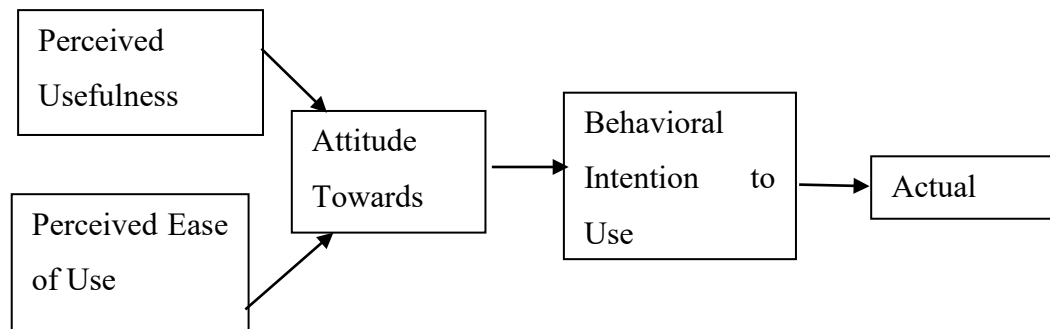 Perceived
Usefulness
Perceived Ease
of Use
Attitude
Towards
Behavioral
Intention to
Use
Actual